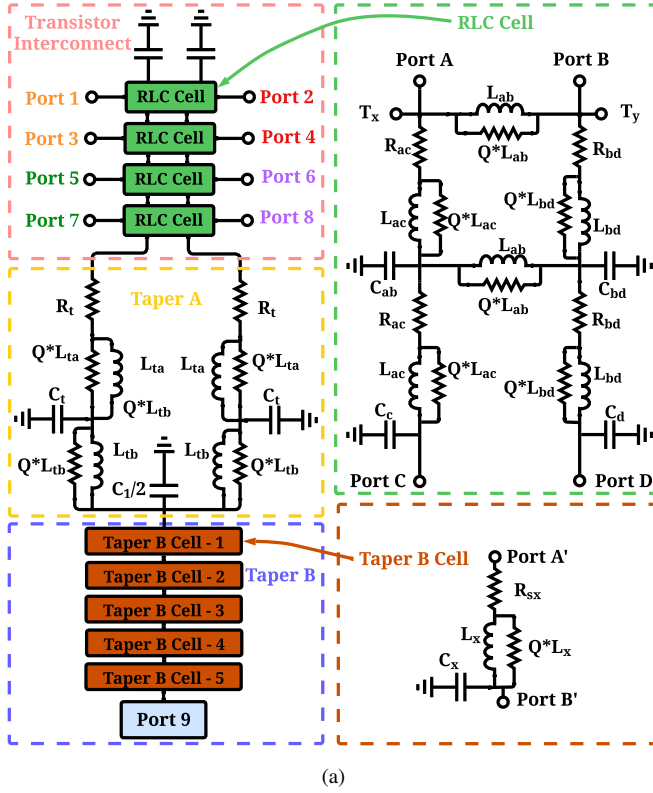 Transistor
Interconnect
RLC Cell
Port 1
RLC Cell
Port 2
Port 3
RLC Cell
Port 4
Port 5
RLC Cell
Port 6
Port 7
RLC Cell
Port 8
Taper A
Rt
Rt
Q*Lta
Lta
Lta
Q*Lta
Ct
Q*Ltb
Ct
Q*Ltb
Ltb
Ltb
Q*Ltb
C1/2
Taper B Cell - 1
Taper B Cell - 2
Taper B
Taper B Cell - 3
Taper B Cell - 4
Taper B Cell - 5
Port 9
Port A
Port B
Lab
Tx
Ty
Rac
Q*Lab
Rbd
Lac
Q*Lac
Q*Lbd
Lbd
Lab
Cab
Q*Lab
Cbd
Rac
Rbd
Lac
Q*Lac
Q*Lbd
Lbd
Cc
Cd
Port C
Port D
Taper B Cell
Port A'
Rsx
Lx
Q*Lx
Cx
Port B'
(a)